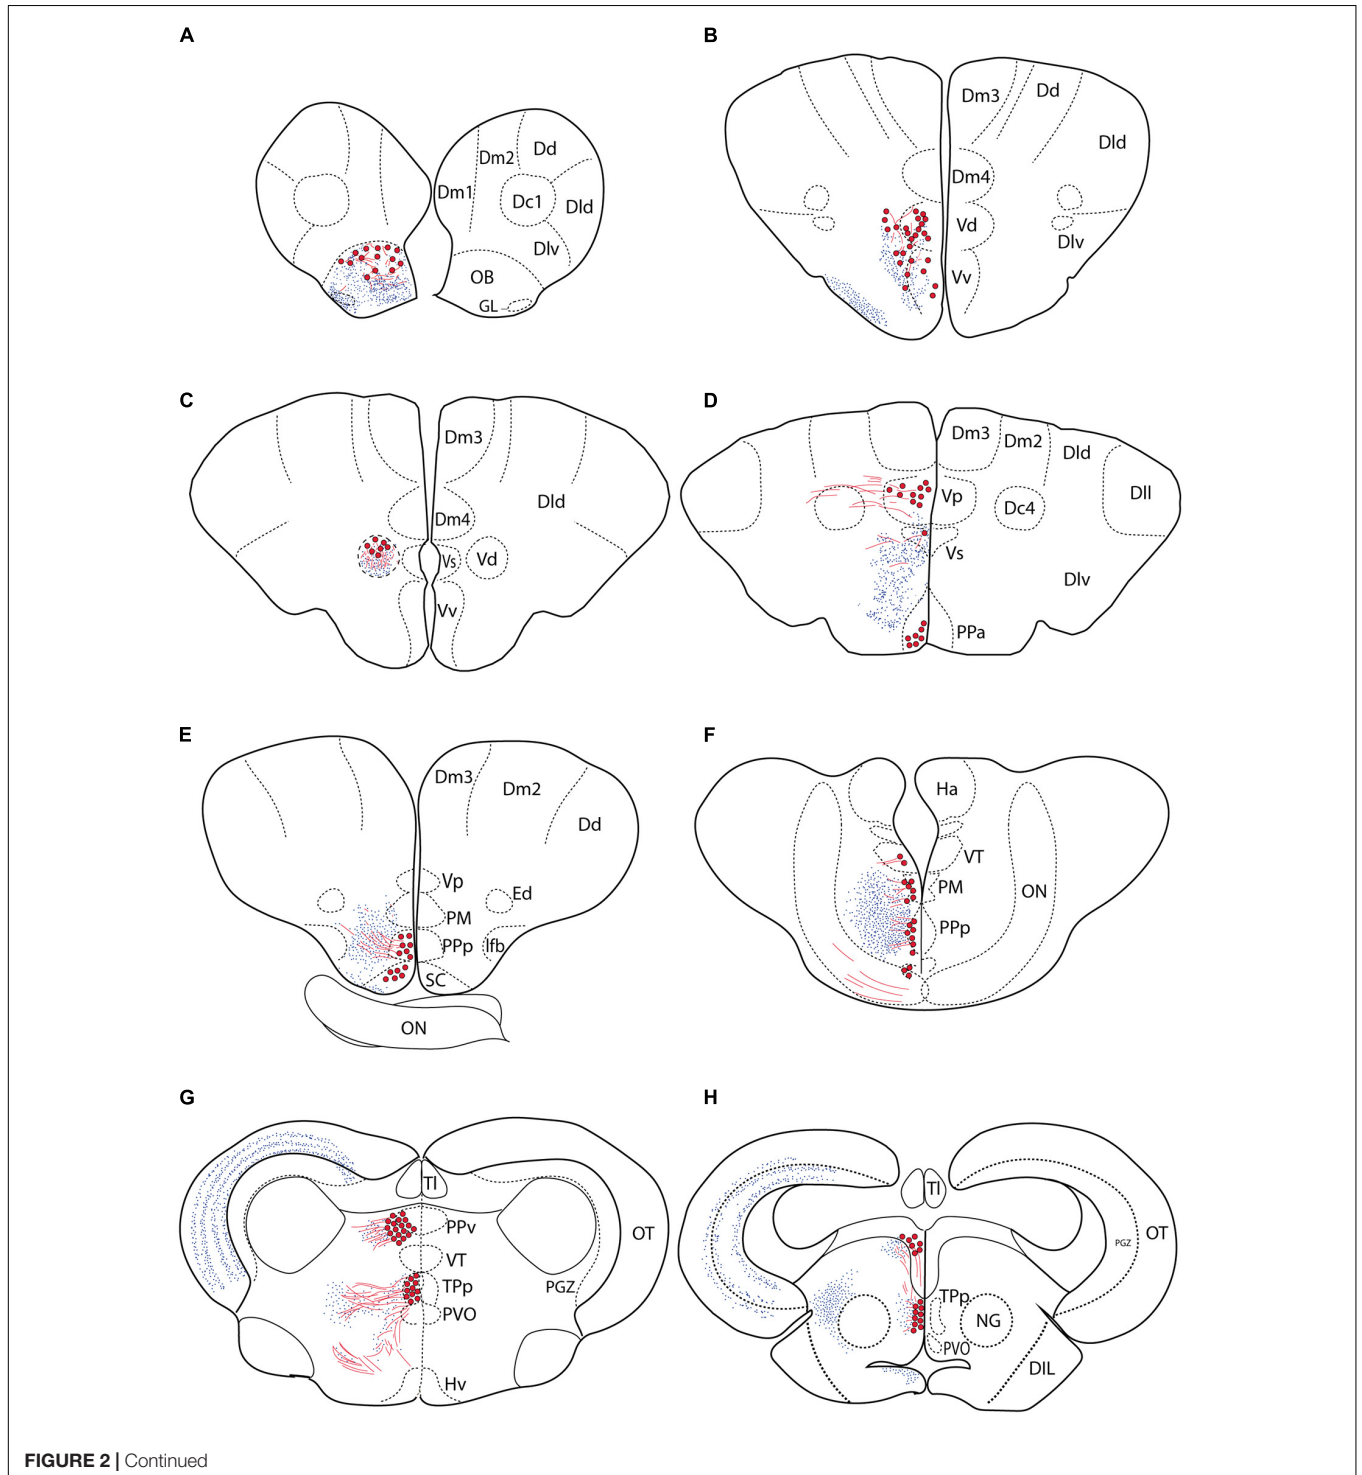 A
Dm1
Dm2
Dd
Dc1
Dld
Dlv
OB
GL
B
Dm3
Dd
Dld
Dm4
Vd
Dlv
Vv
C
Dm3
Dld
Dm4
Vs
Vd
Vv
D
Dm3
Dm2
Dld
Dll
Vp
Dc4
Vs
Dlv
PPa
E
Dm3
Dm2
Dd
Vp
Ed
PM
PPp
lfb
SC
ON
F
Ha
VT
PM
ON
PPp
G
Tl
PPv
OT
VT
TPp
PGZ
PVO
Hv
H
Tl
PGZ
OT
TPp
NG
PVO
DIL
FIGURE 2 | Continued